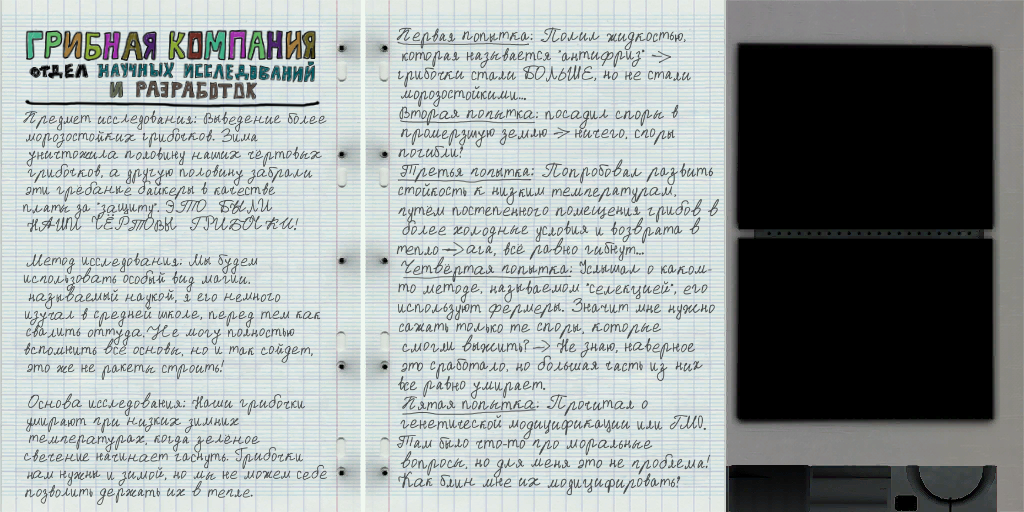 ГРИБНАЯ КОМПАНИЯ
ОТДЕЛ НАУЧНЫХ ИССЛЕДОВАНИЙ
И РАЗРАБОТОК
Предмет исследования: Выведение более
морозостойких грибочков. Зима
уничтожила половину наших чертовых
грибочков, а другую половину забрали
эти гребаные байкеры в качестве
платы за "защиту". ЭТО БЫЛИ
НАШИ ЧЁРТОВЫ ГРИБОЧКИ!
Метод исследования: Мы будем
использовать особый вид магии.
называемый наукой, я его немного
изучал в средней школе, перед тем как
свалить оттуда. Не могу полностью
вспомнить все основы, но и так сойдет,
это же не ракеты строить!
Основа исследования: Наши грибочки
умирают при низких зимних
температурах, когда зеленое
свечение начинает гаснуть. Грибочки
нам нужны и зимой, но мы не можем себе
позволить держать их в тепле.
Первая попытка: Полил жидкостью,
которая называется "антифриз" ->
грибочки стали БОЛЬШЕ, но не стали
морозостойкими...
Вторая попытка: посадил споры в
промерзшую землю -> ничего, споры
погибли!
Третья попытка: Попробовал развить
стойкость к низким температурам,
путем постепенного помещения грибов в
более холодные условия и возврата в
тепло -> ага, всё равно гибнут...
Четвертая попытка: Услышал о каком-
то методе, называемом "селекцией", его
используют фермеры. Значит мне нужно
сажать только те споры, которые
смогли выжить? -> Не знаю, наверное
это сработало, но большая часть из них
все равно умирает.
Пятая попытка: Прочитал о
генетической модицификации или ГМО.
Там было что-то про моральные
вопросы, но для меня это не проблема!
Как блин мне их модицифировать?